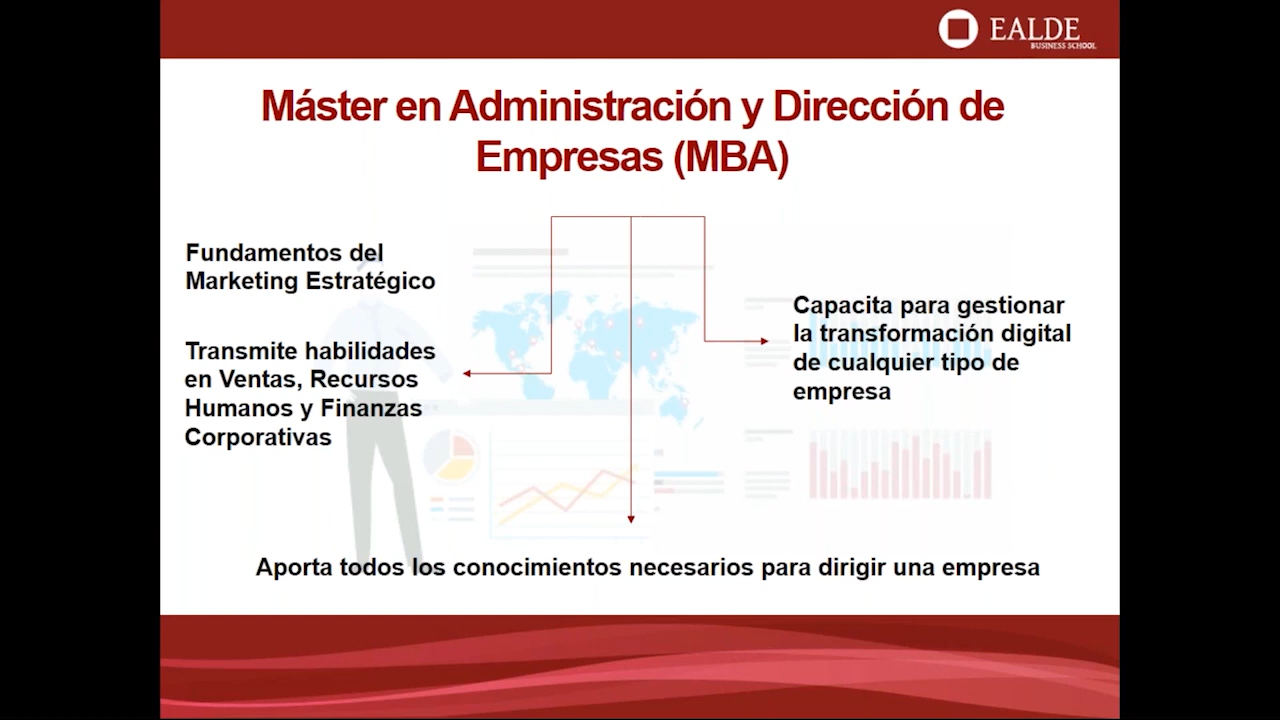 EALDE
BUSINESS SCHOOL
Máster en Administración y Dirección de
Empresas (MBA)
Fundamentos del
Marketing Estratégico
Transmite habilidades
en Ventas, Recursos
Humanos y Finanzas
Corporativas
Capacita para gestionar
la transformación digital
de cualquier tipo de
empresa
Aporta todos los conocimientos necesarios para dirigir una empresa